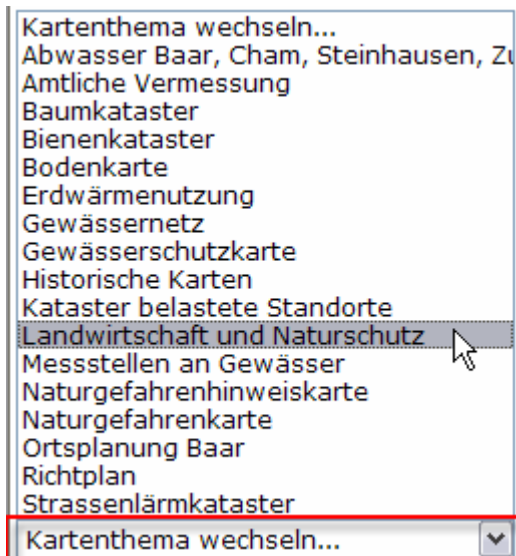 Kartenthema wechseln...
Abwasser Baar, Cham, Steinhausen,
Amtliche Vermessung
Baumkataster
Bienenkataster
Bodenkarte
Erdwärmenutzung
Gewässernetz
Gewässerschutzkarte
Historische Karten
Kataster belastete Standorte
Landwirtschaft und Naturschutz
Messstellen an Gewässer
Naturgefahrenhinweiskarte
Naturgefahrenkarte
Ortsplanung Baar
Richtplan
Strassenlärmkataster
Kartenthema wechseln...